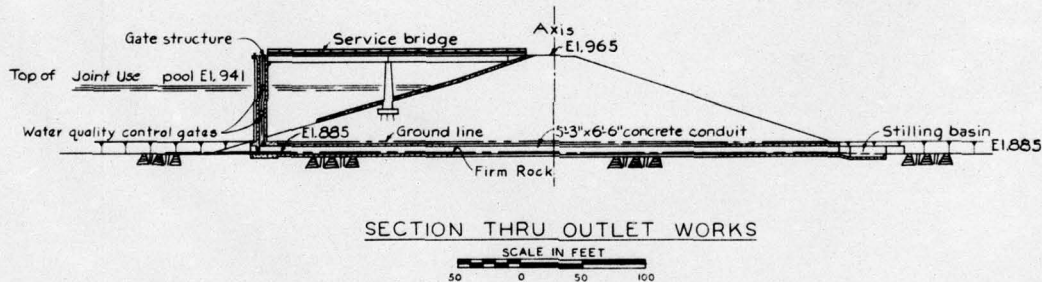 Axis
Gate structure
Service bridge
El.965
Top of Joint Use pool El.941
Water quality control gates
El.885
Ground line
5'-3"x6'-6"concrete conduit
Stilling basin
El.885
Firm Rock
SECTION THRU OUTLET WORKS
SCALE IN FEET
50 0 50 100